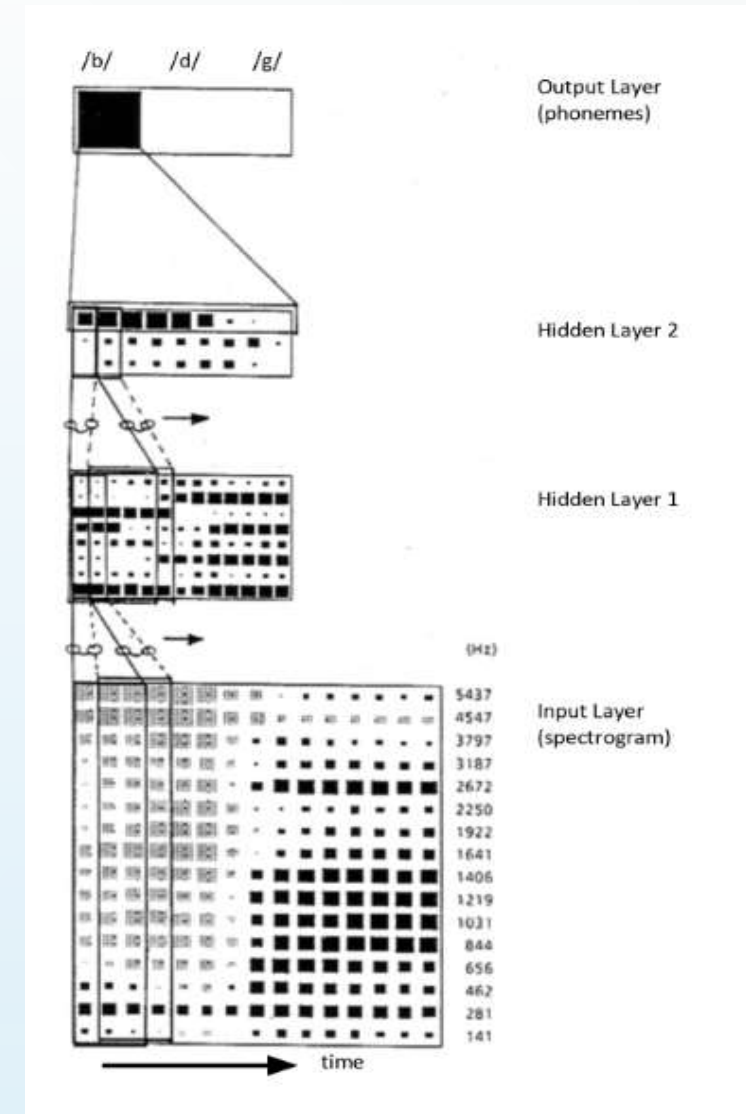 /b/ /d/ /g/
Output Layer
(phonemes)
Hidden Layer 2
Hidden Layer 1
(Hz)
5437
4547
Input Layer
(spectrogram)
3797
3187
2672
2250
1922
1641
1406
1219
1031
844
656
462
281
141
time